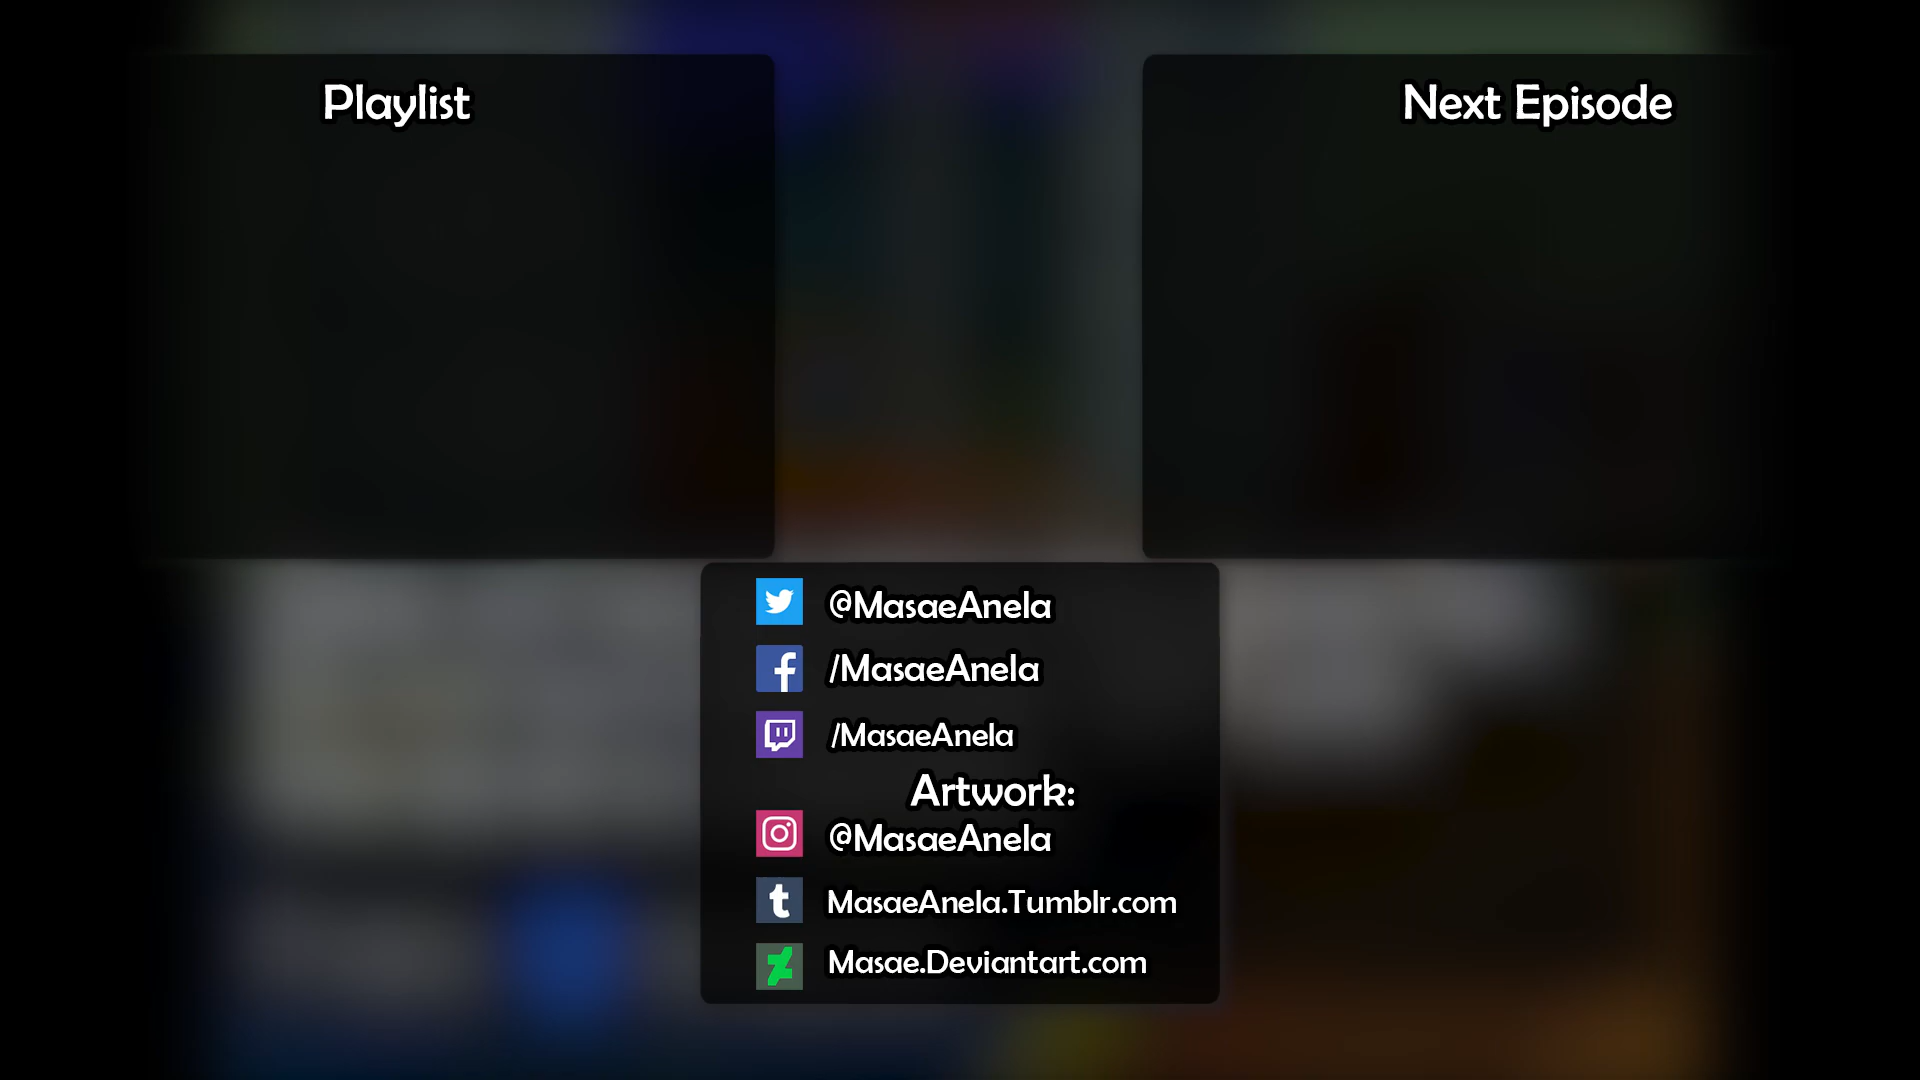 Playlist
Next Episode
@MasaeAnela
/MasaeAnela
/MasaeAnela
Artwork:
@MasaeAnela
MasaeAnela.Tumblr.com
Masae.Deviantart.com